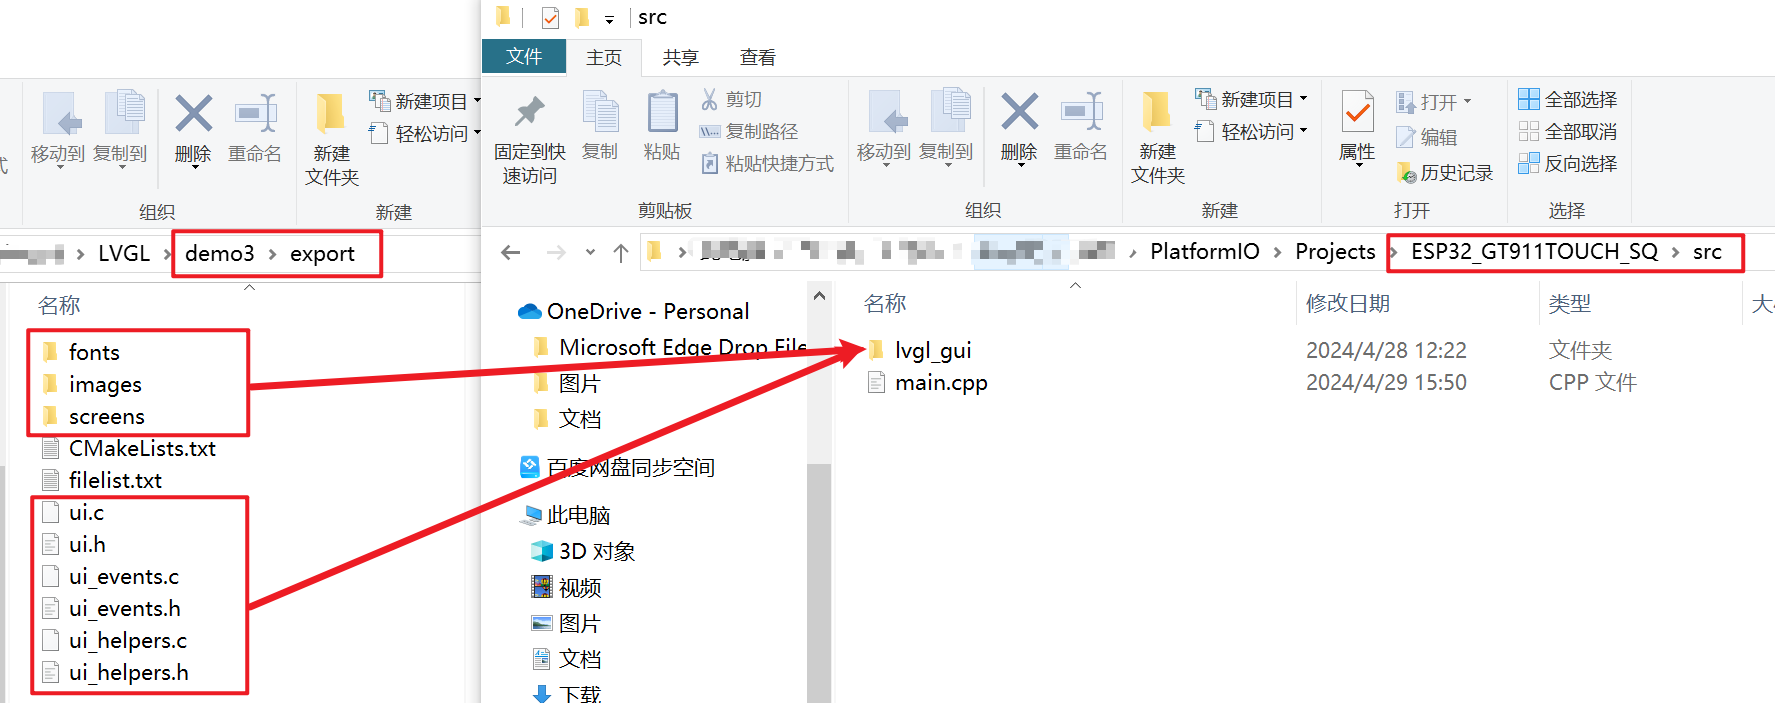 src
文件 主页 共享 查看
移动到 复制到 删除 重命名 新建文件夹 新建项目 轻松访问
组织 新建
固定到快速访问 复制 粘贴 剪切 复制路径 粘贴快捷方式
移动到 复制到 删除 重命名 新建文件夹 新建项目 轻松访问
属性 打开 编辑 历史记录 全部选择 全部取消 反向选择
剪贴板 组织 新建 打开 选择
LVGL > demo3 > export
PlatformIO > Projects > ESP32_GT911TOUCH_SQ > src
名称
fonts
images
screens
CMakeLists.txt
filelist.txt
ui.c
ui.h
ui_events.c
ui_events.h
ui_helpers.c
ui_helpers.h
OneDrive - Personal
Microsoft Edge Drop File
图片
文档
百度网盘同步空间
此电脑
3D 对象
视频
图片
文档
下载
名称 修改日期 类型
lvgl_gui 2024/4/28 12:22 文件夹
main.cpp 2024/4/29 15:50 CPP 文件